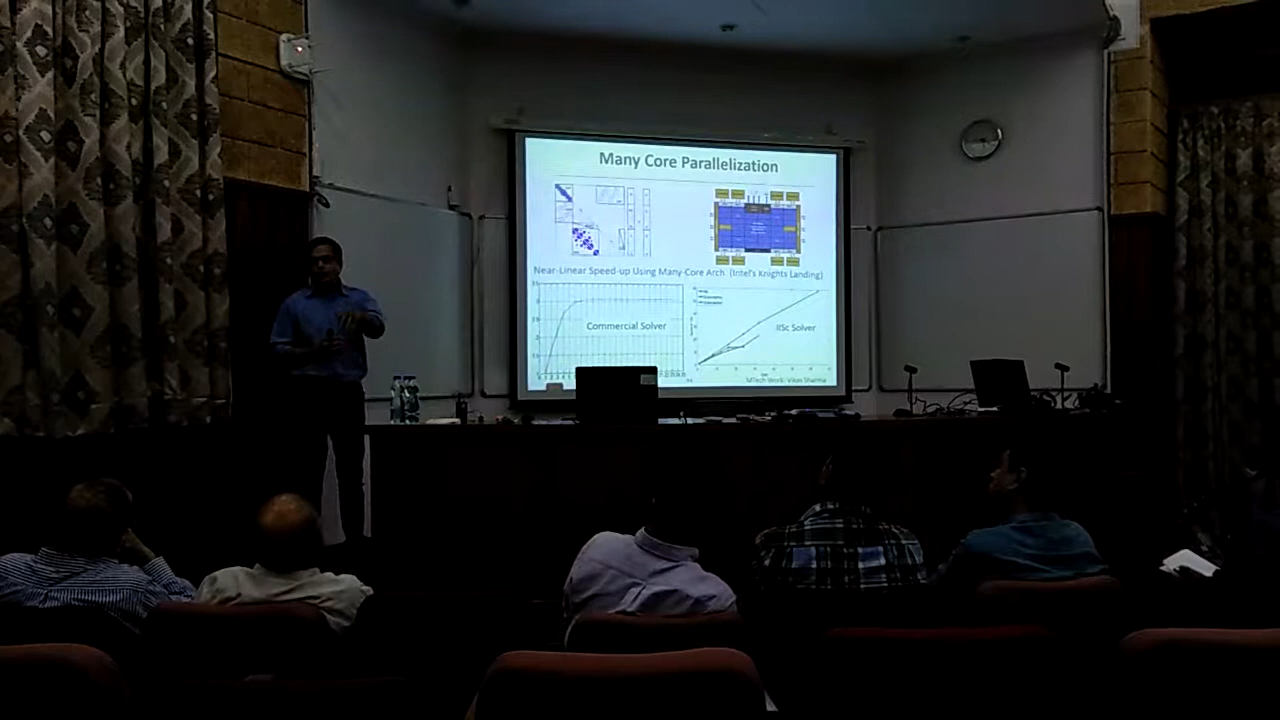 Many Core Parallelization
Near-Linear Speed-up Using Many-Core Arch (Intel's Knights Landing)
Commercial Solver
IISc Solver
MTech Work: Vikas Sharma